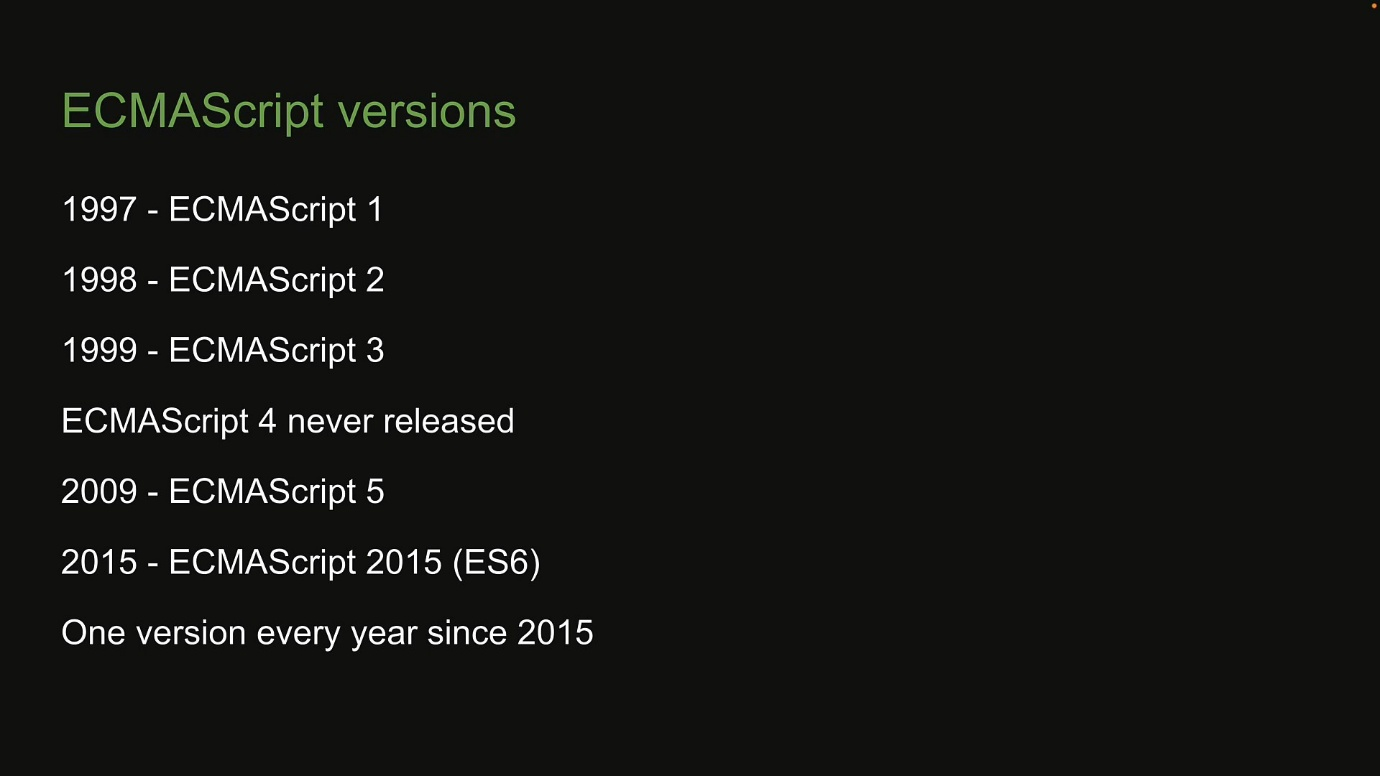 ECMAScript versions
1997 - ECMAScript 1
1998 - ECMAScript 2
1999 - ECMAScript 3
ECMAScript 4 never released
2009 - ECMAScript 5
2015 - ECMAScript 2015 (ES6)
One version every year since 2015